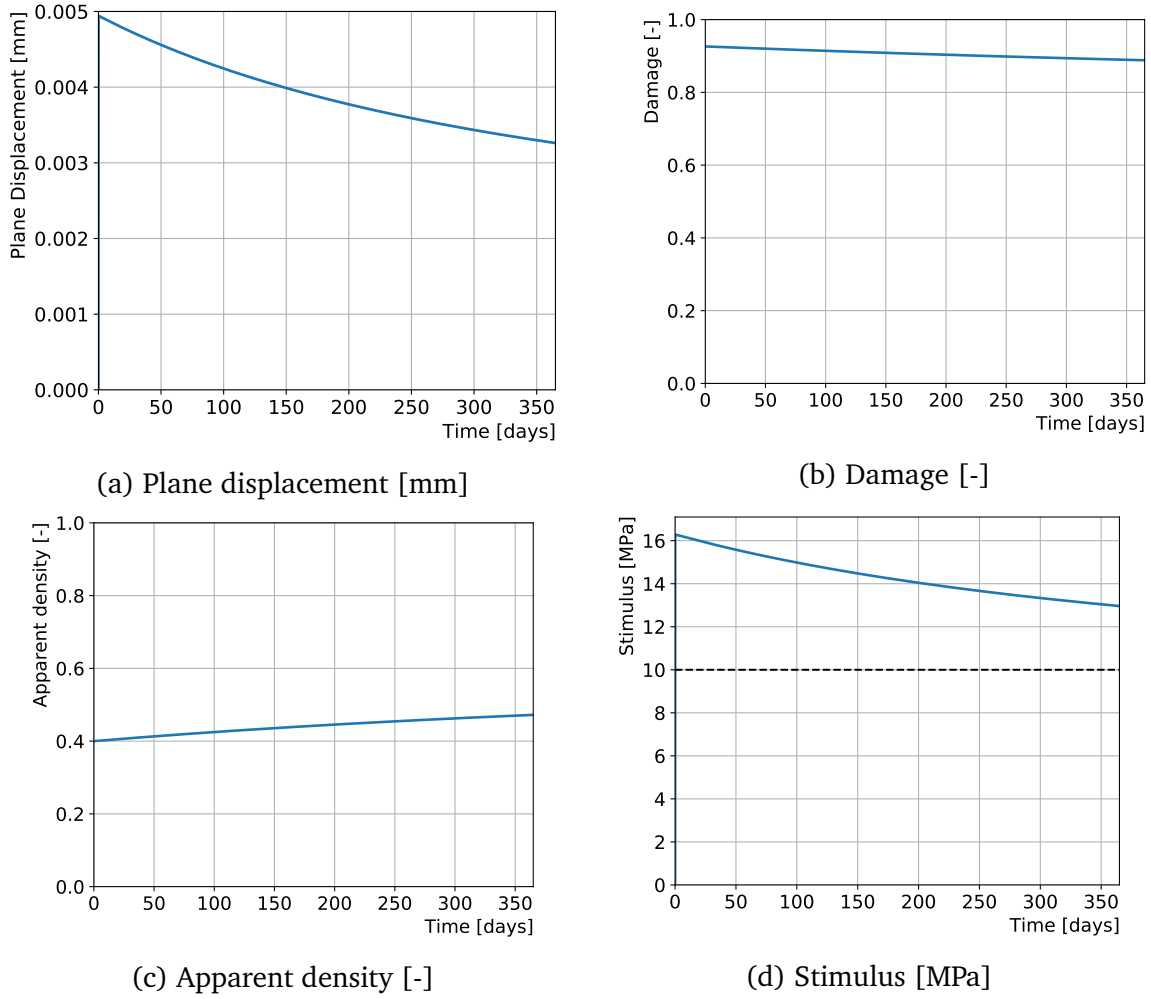 Plane Displacement [mm]
0.005
0.004
0.003
0.002
0.001
0.000
0 50 100 150 200 250 300 350
Time [days]
(a) Plane displacement [mm]
Damage [-]
1.0
0.8
0.6
0.4
0.2
0.0
0 50 100 150 200 250 300 350
Time [days]
(b) Damage [-]
Apparent density [-]
1.0
0.8
0.6
0.4
0.2
0.0
0 50 100 150 200 250 300 350
Time [days]
(c) Apparent density [-]
Stimulus [MPa]
16
14
12
10
8
6
4
2
0
0 50 100 150 200 250 300 350
Time [days]
(d) Stimulus [MPa]